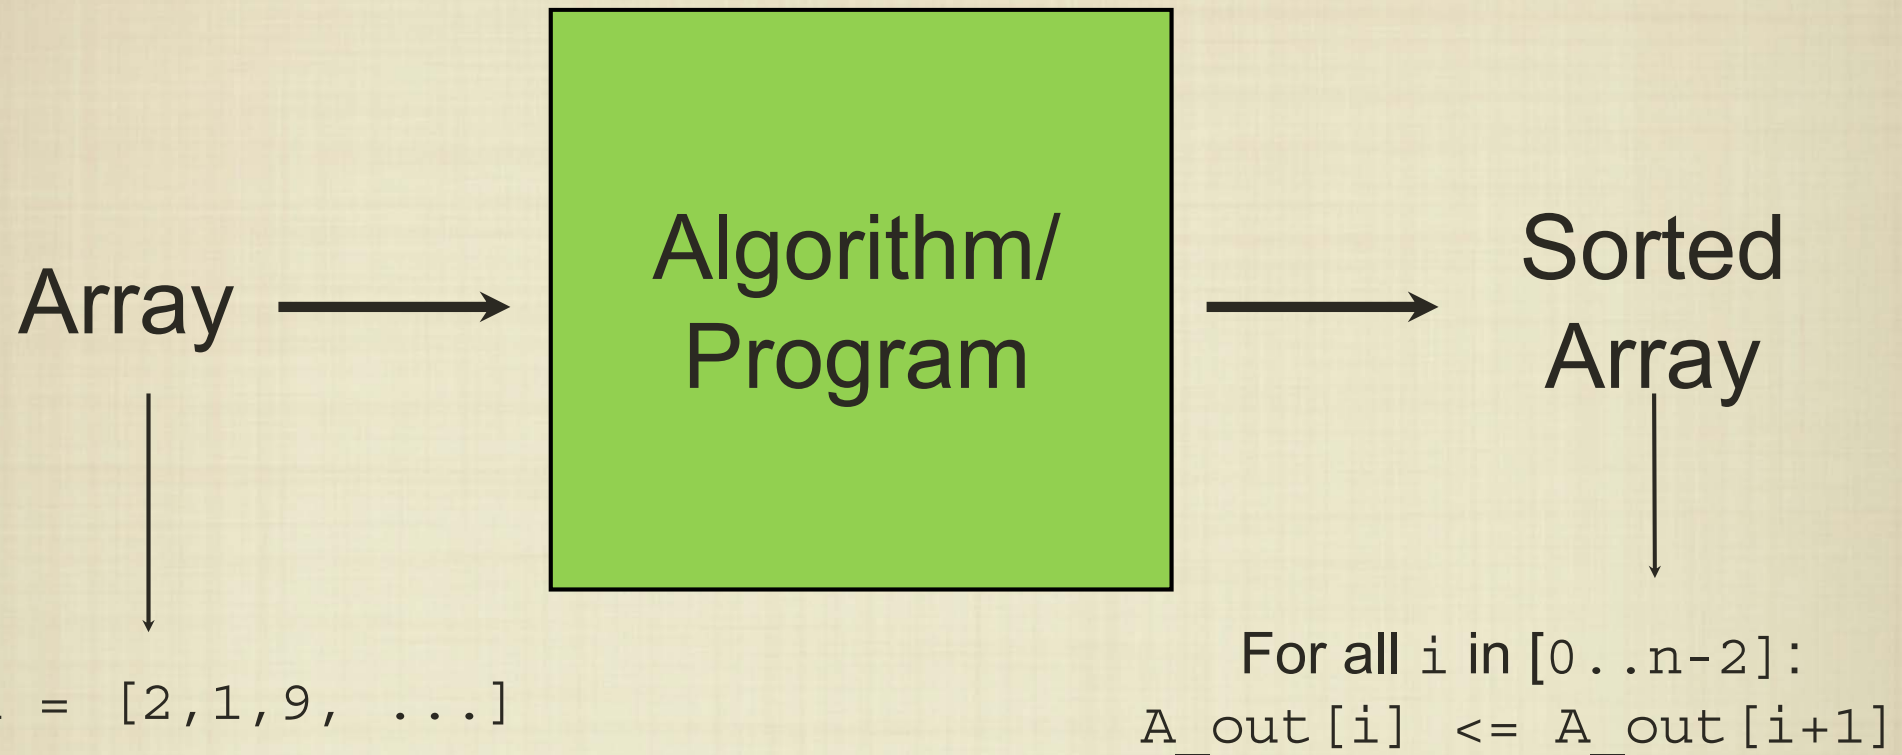 Array
Algorithm/
Program
Sorted
Array
= [2,1,9, ...]
For all i in [0..n-2]:
A_out[i] <= A_out[i+1]